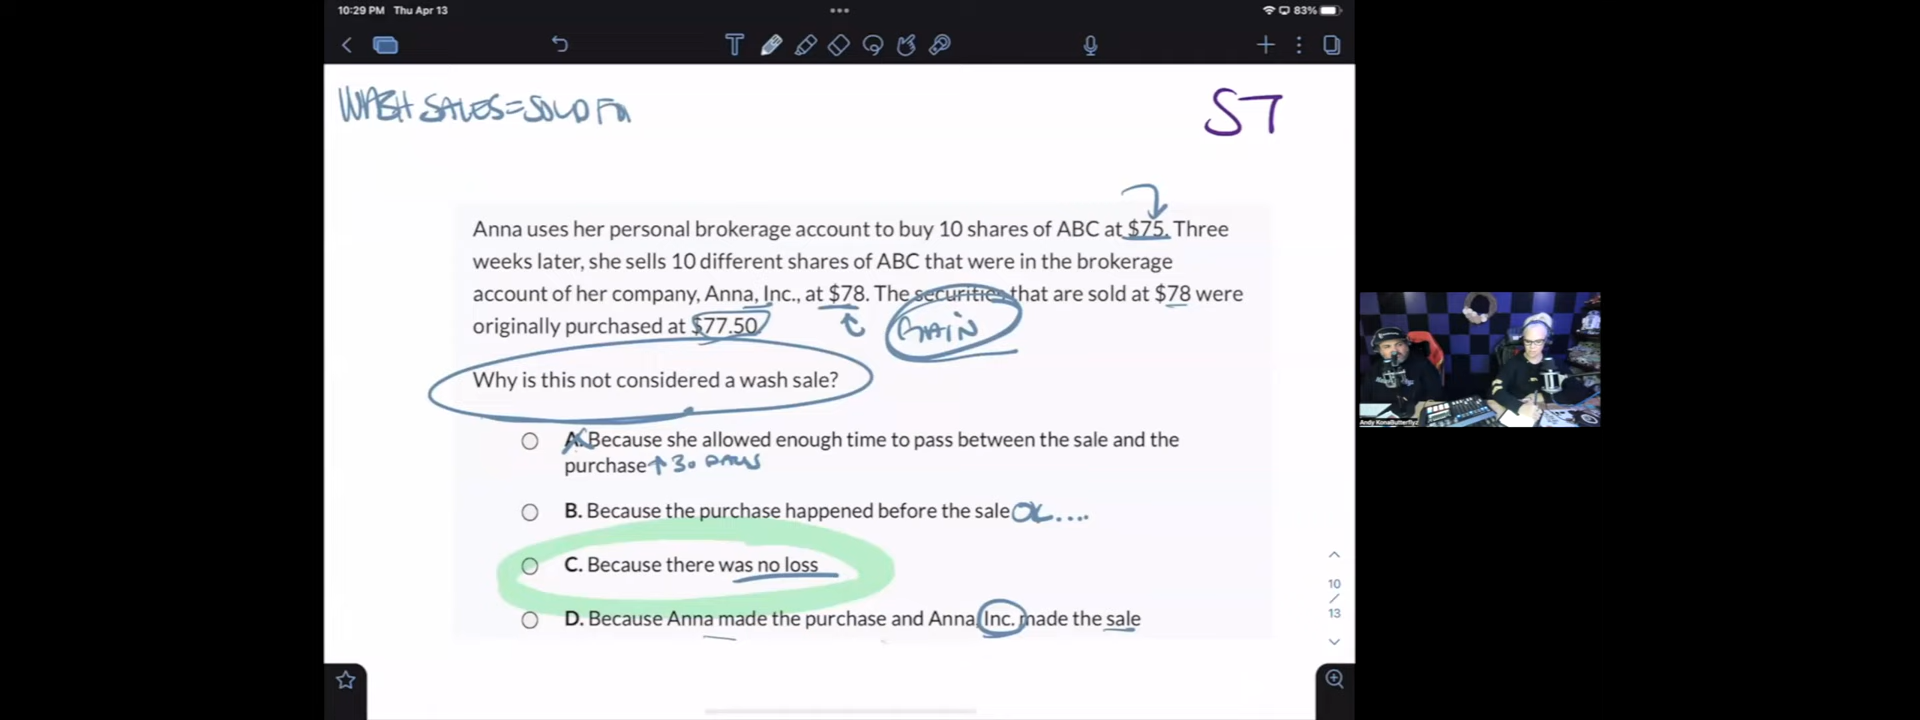 10:29 PM Thu Apr 13
83%
WASH SALES = SOLD FA
ST
Anna uses her personal brokerage account to buy 10 shares of ABC at $75. Three
weeks later, she sells 10 different shares of ABC that were in the brokerage
account of her company, Anna, Inc., at $78. The securities that are sold at $78 were
originally purchased at $77.50.
GAIN
Why is this not considered a wash sale?
A. Because she allowed enough time to pass between the sale and the
purchase ↑ 30 DAYS
B. Because the purchase happened before the sale OK....
C. Because there was no loss
D. Because Anna made the purchase and Anna, Inc. made the sale
10
/
13
Andy KonaButterfly